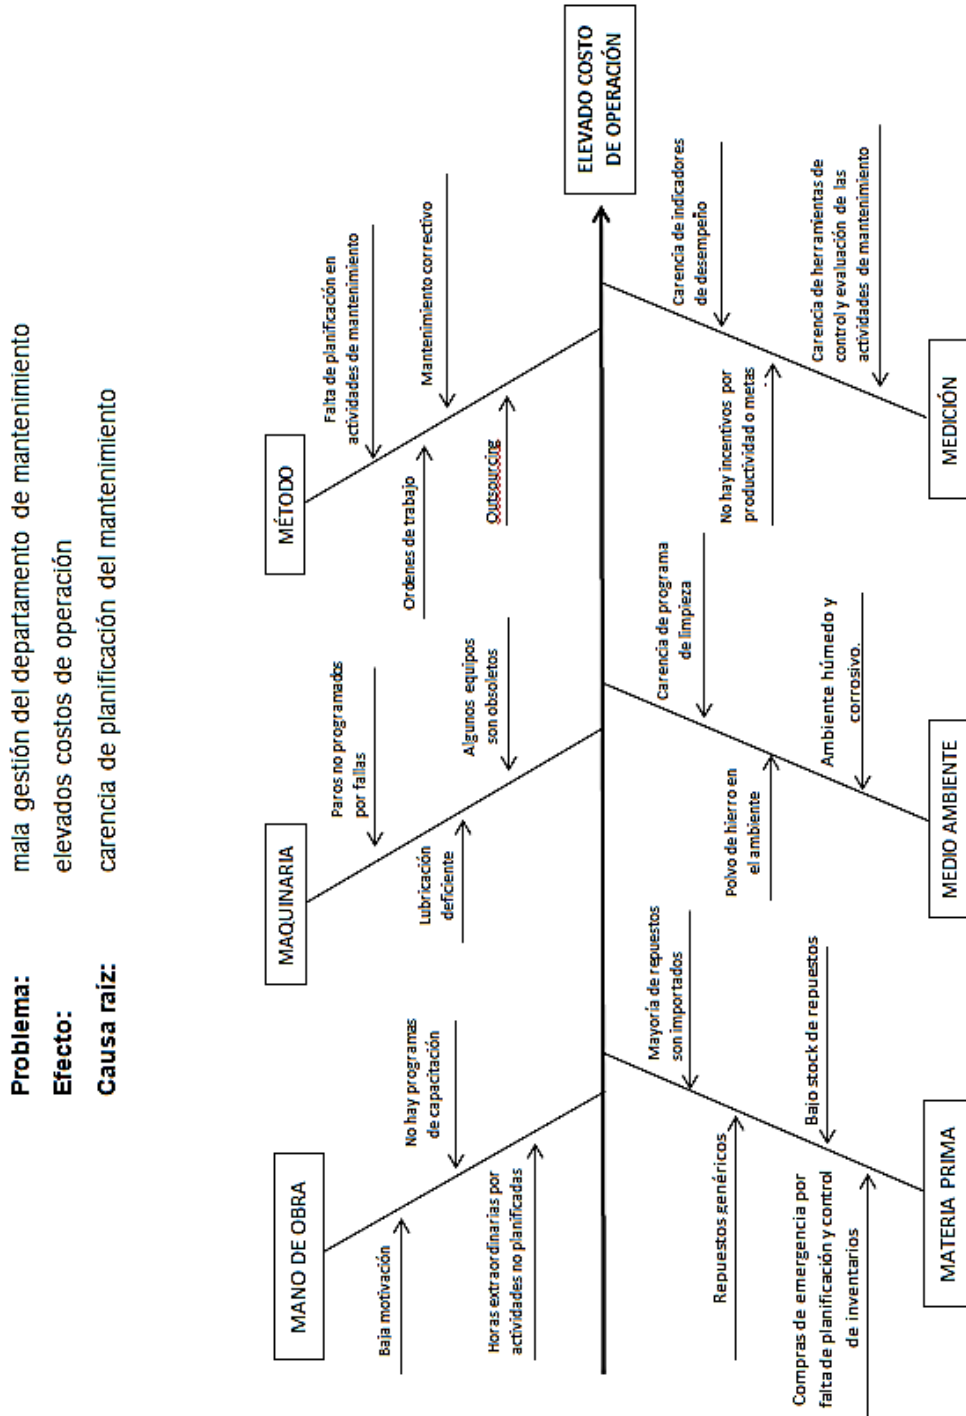 Problema: mala gestión del departamento de mantenimiento
Efecto: elevados costos de operación
Causa raíz: carencia de planificación del mantenimiento
MANO DE OBRA
Baja motivación
No hay programas
de capacitación
Horas extraordinarias por
actividades no planificadas
MAQUINARIA
Paros no programados
por fallas
Lubricación
deficiente
Algunos equipos
son obsoletos
MÉTODO
Falta de planificación en
actividades de mantenimiento
Ordenes de trabajo
Mantenimiento correctivo
Outsourcing
ELEVADO COSTO
DE OPERACIÓN
Mayoría de repuestos
son importados
Repuestos genéricos
Bajo stock de repuestos
Compras de emergencia por
falta de planificación y control
de inventarios
MATERIA PRIMA
Carencia de programa
de limpieza
Polvo de hierro en
el ambiente
Ambiente húmedo y
corrosivo.
MEDIO AMBIENTE
Carencia de indicadores
de desempeño
No hay incentivos por
productividad o metas
Carencia de herramientas de
control y evaluación de las
actividades de mantenimiento
MEDICIÓN